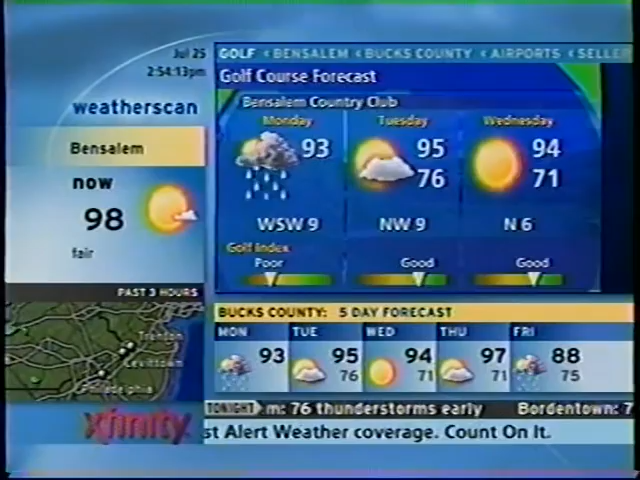 Jul 25
2:54:13pm
GOLF < BENSALEM < BUCKS COUNTY < AIRPORTS < SELLER
Golf Course Forecast
weatherscan
Bensalem
now
98
fair
Bensalem Country Club
Monday Tuesday Wednesday
93 95 94
76 71
WSW 9 NW 9 N 6
Golf Index
Poor Good Good
PAST 3 HOURS
Trenton
Levittown
Philadelphia
BUCKS COUNTY: 5 DAY FORECAST
MON TUE WED THU FRI
93 95 94 97 88
76 71 71 75
TONIGHT m: 76 thunderstorms early Bordentown: 7
xfinity
st Alert Weather coverage. Count On It.